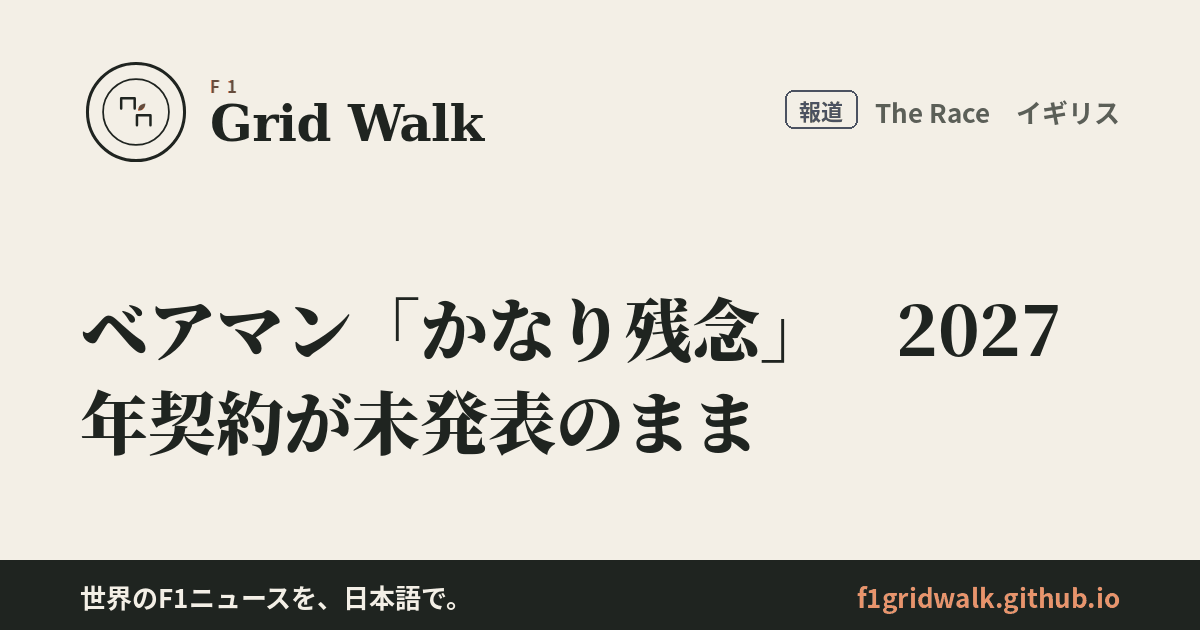 F1
Grid Walk
報道 The Race イギリス
ベアマン「かなり残念」 2027
年契約が未発表のまま
世界のF1ニュースを、日本語で。
f1gridwalk.github.io